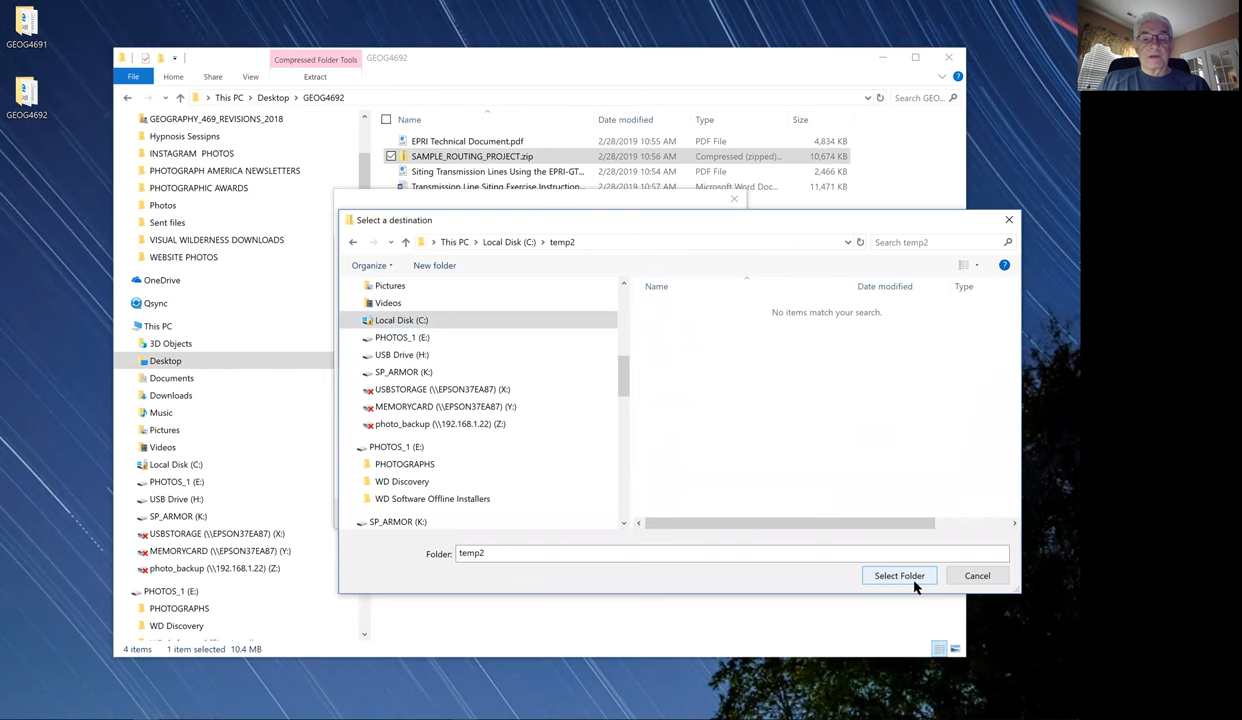 GEOG4691
GEOG4692
Compressed Folder Tools
GEOG4692
File
Home
Share
View
Extract
This PC
Desktop
GEOG4692
Search GEO...
GEOGRAPHY_469_REVISIONS_2018
Hypnosis Sessipns
INSTAGRAM PHOTOS
PHOTOGRAPH AMERICA NEWSLETTERS
PHOTOGRAPHIC AWARDS
Photos
Sent files
VISUAL WILDERNESS DOWNLOADS
WEBSITE PHOTOS
OneDrive
Qsync
This PC
3D Objects
Desktop
Documents
Downloads
Music
Pictures
Videos
Local Disk (C:)
PHOTOS_1 (E:)
USB Drive (H:)
SP_ARMOR (K:)
USBSTORAGE (\\EPSON37EA87) (X:)
MEMORYCARD (\\EPSON37EA87) (Y:)
photo_backup (\\192.168.1.22) (Z:)
PHOTOS_1 (E:)
PHOTOGRAPHS
WD Discovery
Name Date modified Type Size
EPRI Technical Document.pdf 2/28/2019 10:55 AM PDF File 4,834 KB
SAMPLE_ROUTING_PROJECT.zip 2/28/2019 10:56 AM Compressed (zipped)... 10,674 KB
Siting Transmission Lines Using the EPRI-GT... 2/28/2019 10:54 AM PDF File 2,466 KB
Transmission Line Siting Exercise Instruction... 2/28/2019 10:57 AM Microsoft Word Doc... 11,471 KB
Select a destination
This PC
Local Disk (C:)
temp2
Search temp2
Organize
New folder
Pictures
Videos
Local Disk (C:)
PHOTOS_1 (E:)
USB Drive (H:)
SP_ARMOR (K:)
USBSTORAGE (\\EPSON37EA87) (X:)
MEMORYCARD (\\EPSON37EA87) (Y:)
photo_backup (\\192.168.1.22) (Z:)
PHOTOS_1 (E:)
PHOTOGRAPHS
WD Discovery
WD Software Offline Installers
SP_ARMOR (K:)
Name Date modified Type
No items match your search.
Folder: temp2
Select Folder
Cancel
4 items 1 item selected 10.4 MB